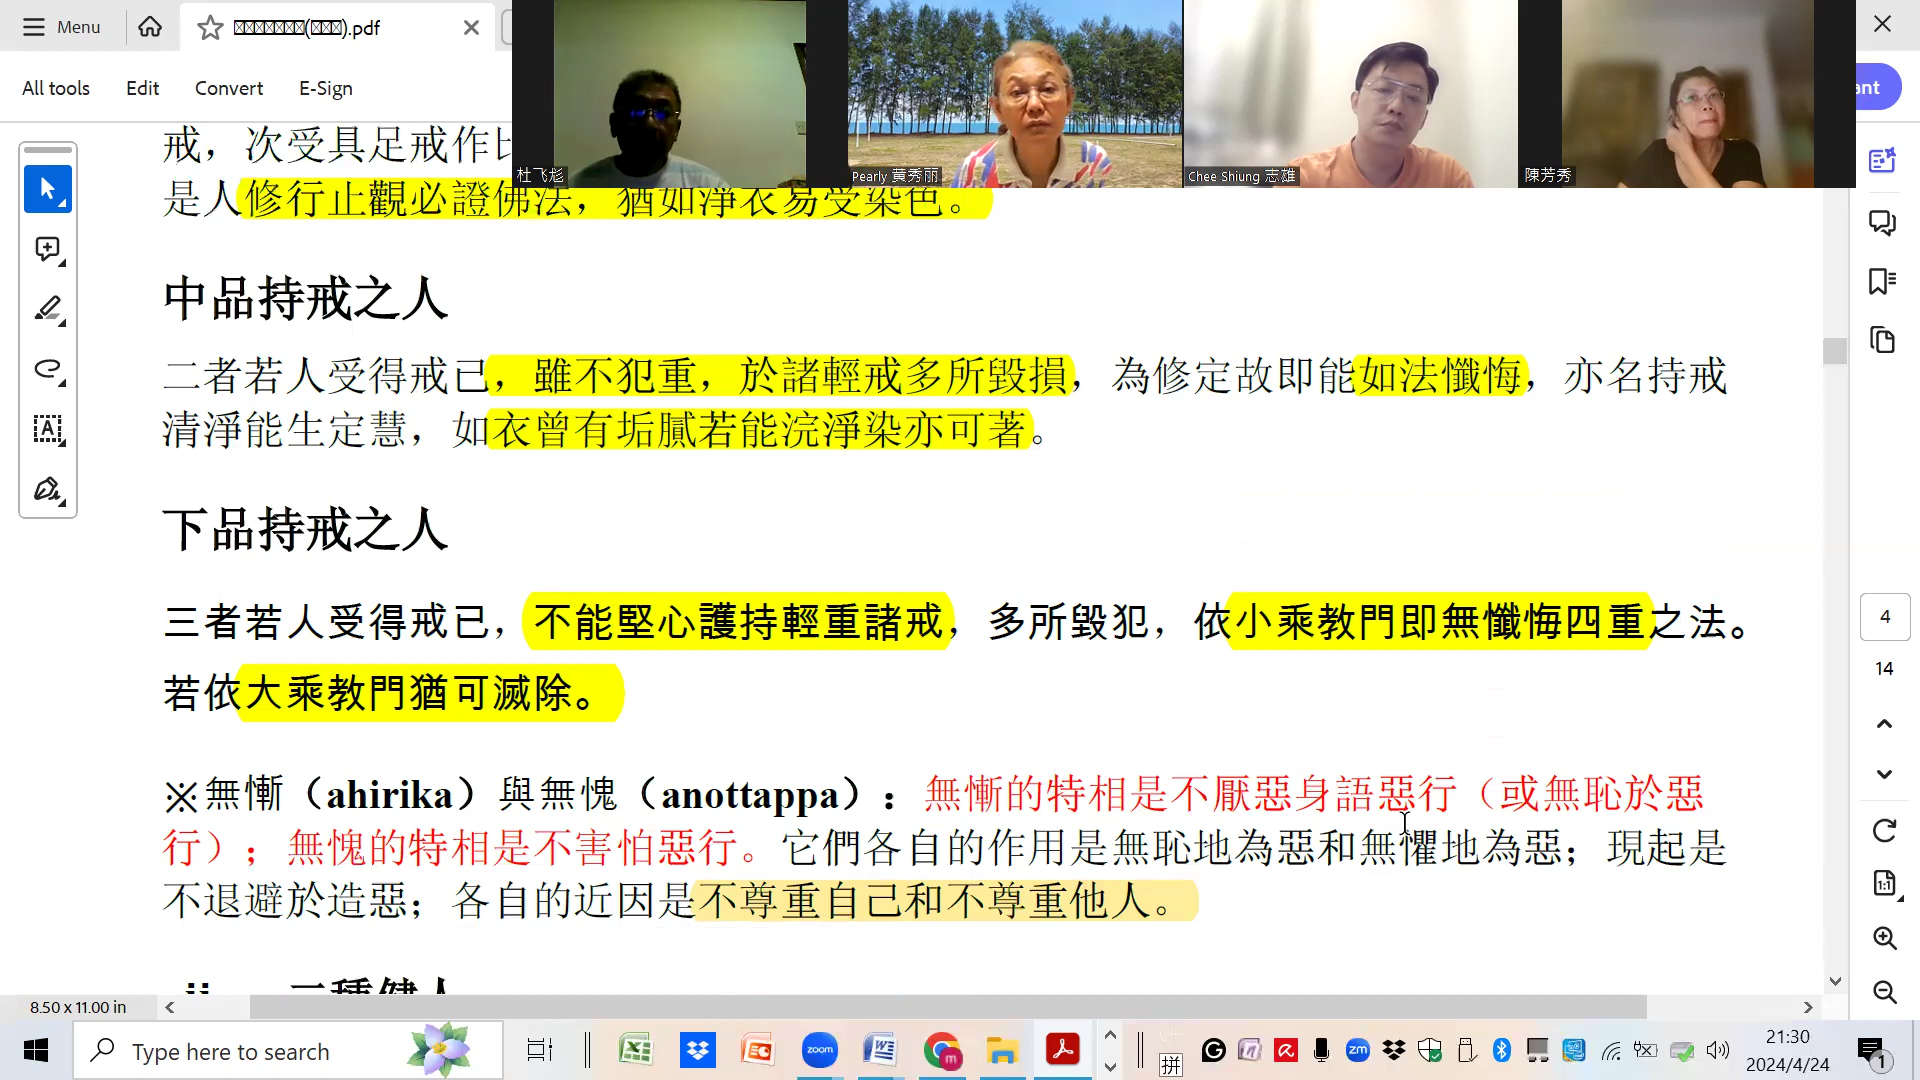 Menu
.pdf
All tools
Edit
Convert
E-Sign
杜飞彪
Pearly 黄秀丽
Chee Shiung 志雄
陳芳秀
ant
戒，次受具足戒作比
是人修行止觀必證佛法，猶如淨衣易受染色。
中品持戒之人
二者若人受得戒已，雖不犯重，於諸輕戒多所毀損，為修定故即能如法懺悔，亦名持戒
清淨能生定慧，如衣曾有垢膩若能浣淨染亦可著。
下品持戒之人
三者若人受得戒已，不能堅心護持輕重諸戒，多所毀犯，依小乘教門即無懺悔四重之法。
若依大乘教門猶可滅除。
※無慚（ahirika）與無愧（anottappa）：無慚的特相是不厭惡身語惡行（或無恥於惡
行）；無愧的特相是不害怕惡行。它們各自的作用是無恥地為惡和無懼地為惡；現起是
不退避於造惡；各自的近因是不尊重自己和不尊重他人。
4
14
8.50 x 11.00 in
Type here to search
zoom
拼
21:30
2024/4/24
1